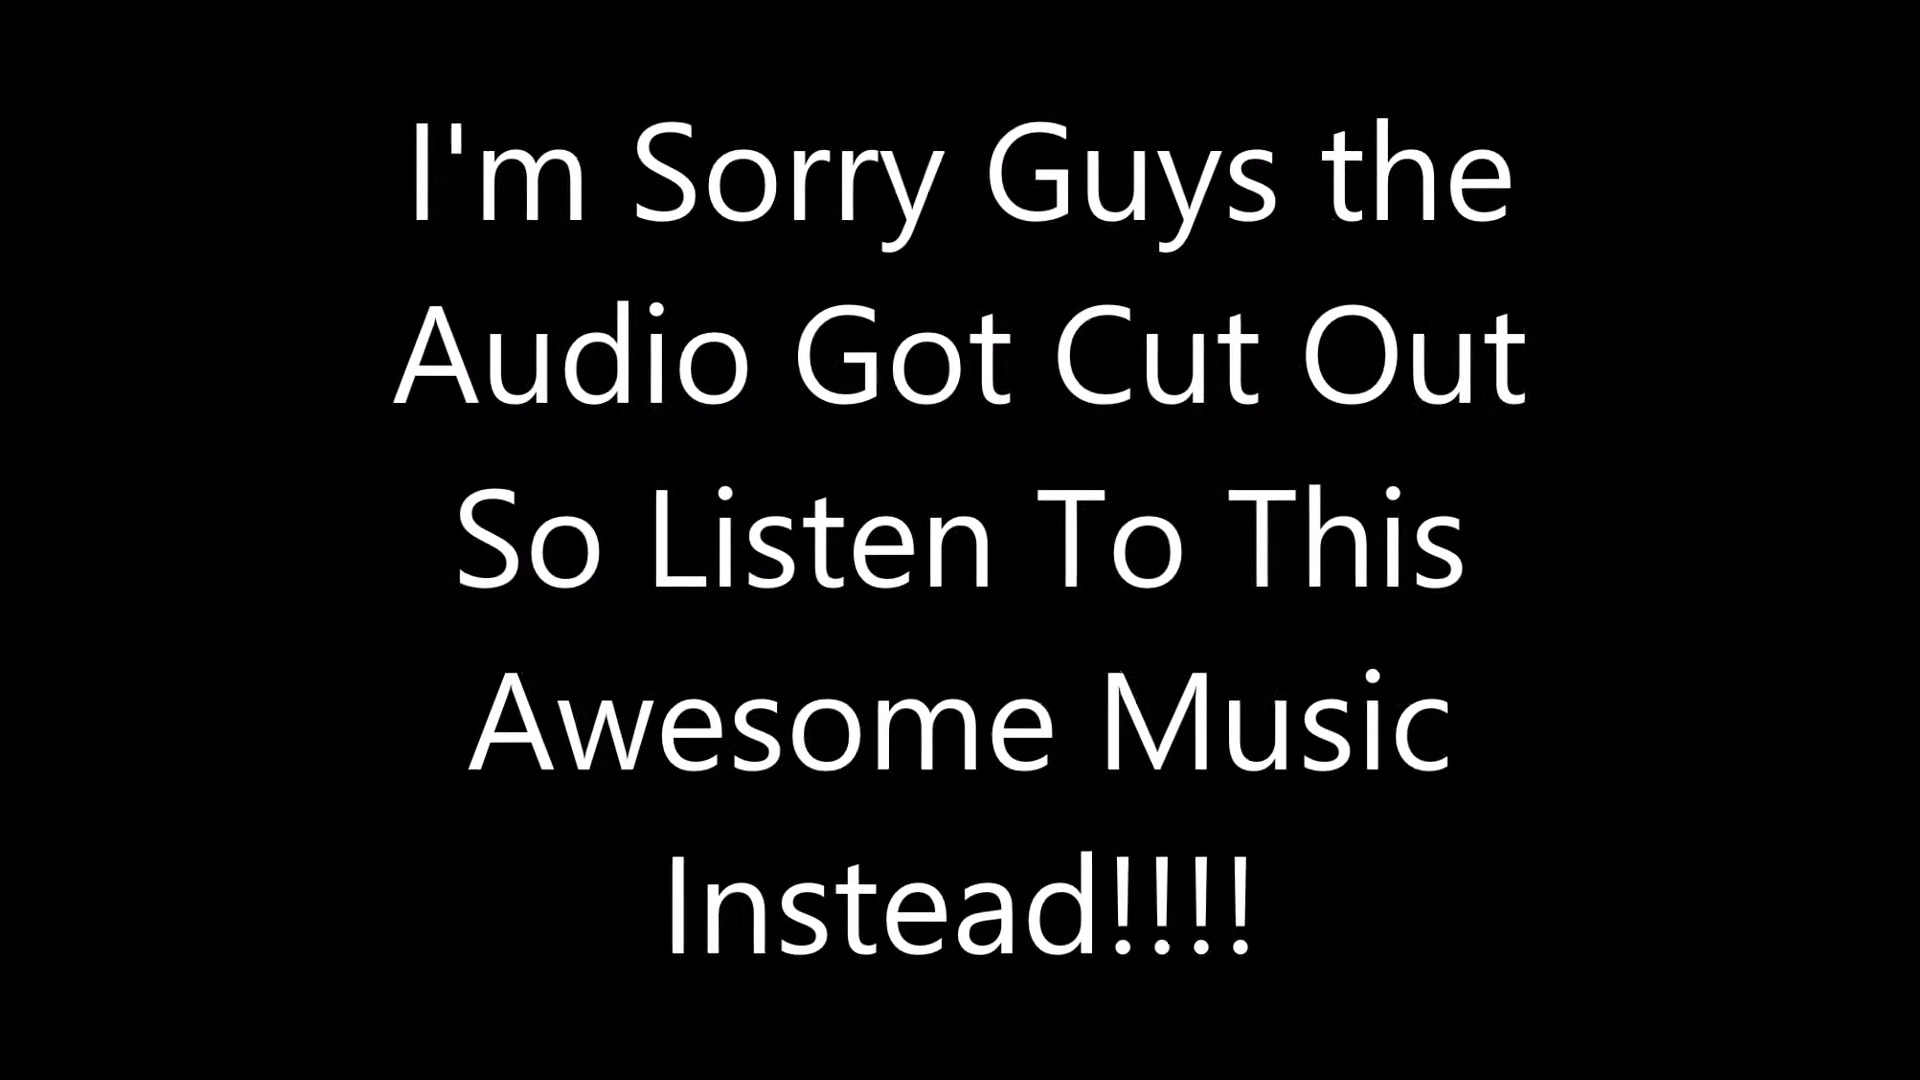 I'm Sorry Guys the
Audio Got Cut Out
So Listen To This
Awesome Music
Instead!!!!